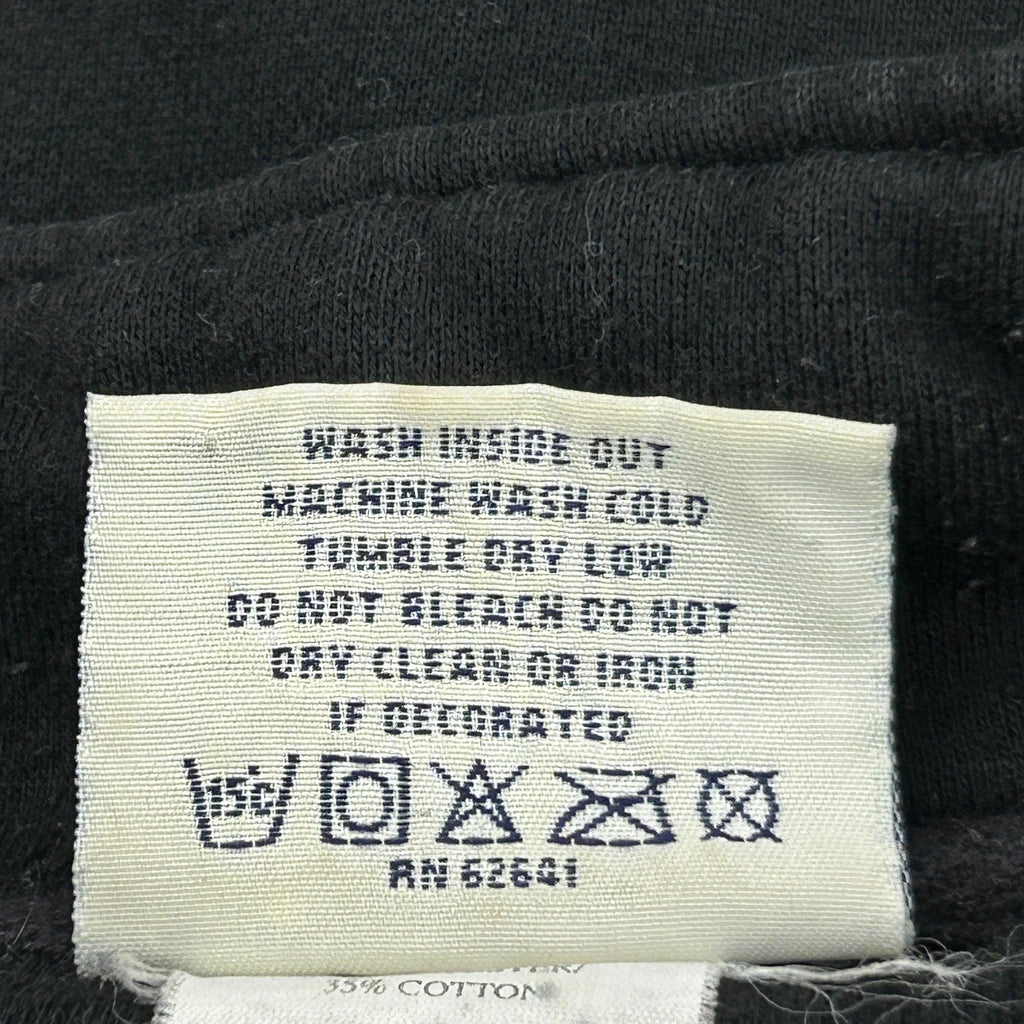 WASH INSIDE OUT
MACHINE WASH COLD
TUMBLE DRY LOW
DO NOT BLEACH DO NOT
DRY CLEAN OR IRON
IF DECORATED
15C
RN 62641
35% COTTON